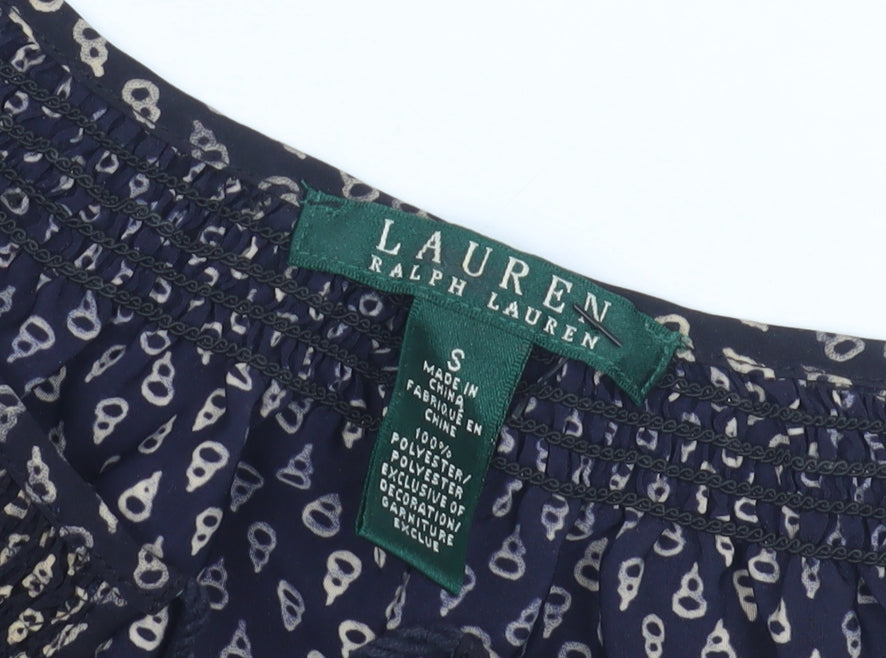 LAUREN
RALPH LAUREN
S
MADE IN
CHINA
FABRIQUÉ EN
CHINE
100%
POLYESTER/
POLYESTER
EXCLUSIVE OF
DECORATION/
GARNITURE
EXCLUE